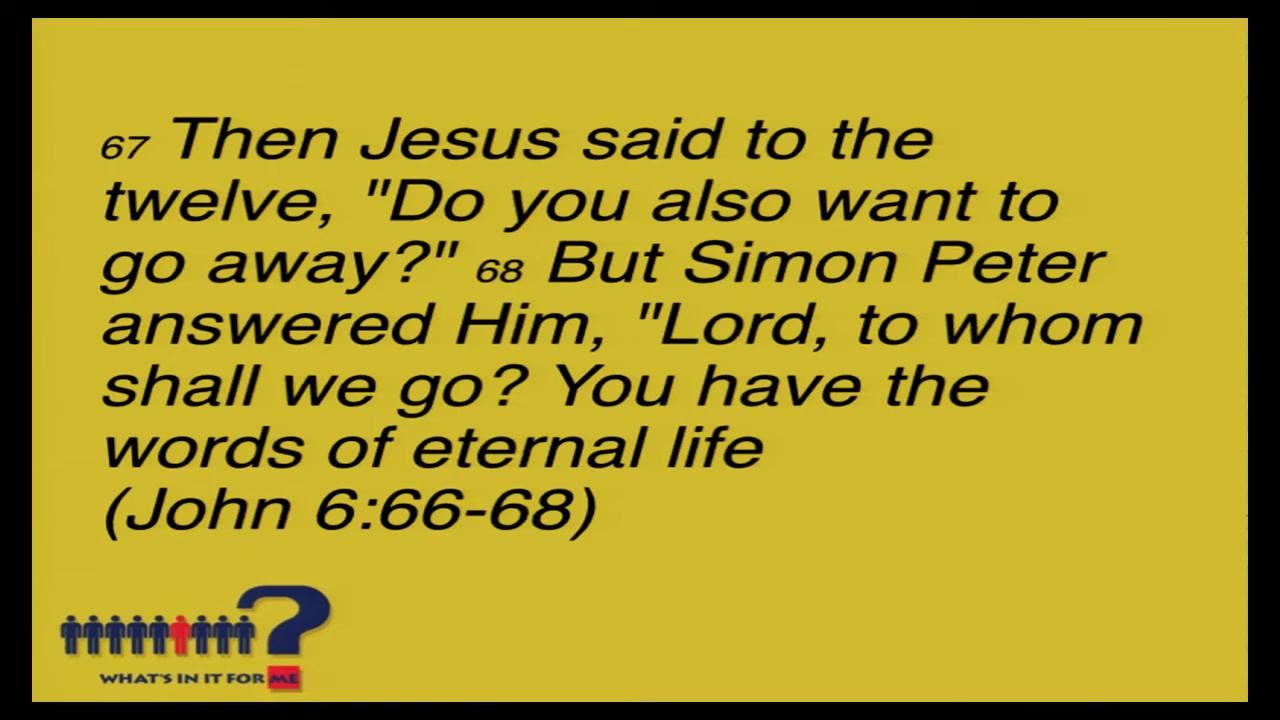 67 Then Jesus said to the
twelve, "Do you also want to
go away?" 68 But Simon Peter
answered Him, "Lord, to whom
shall we go? You have the
words of eternal life
(John 6:66-68)
?
WHAT'S IN IT FOR ME